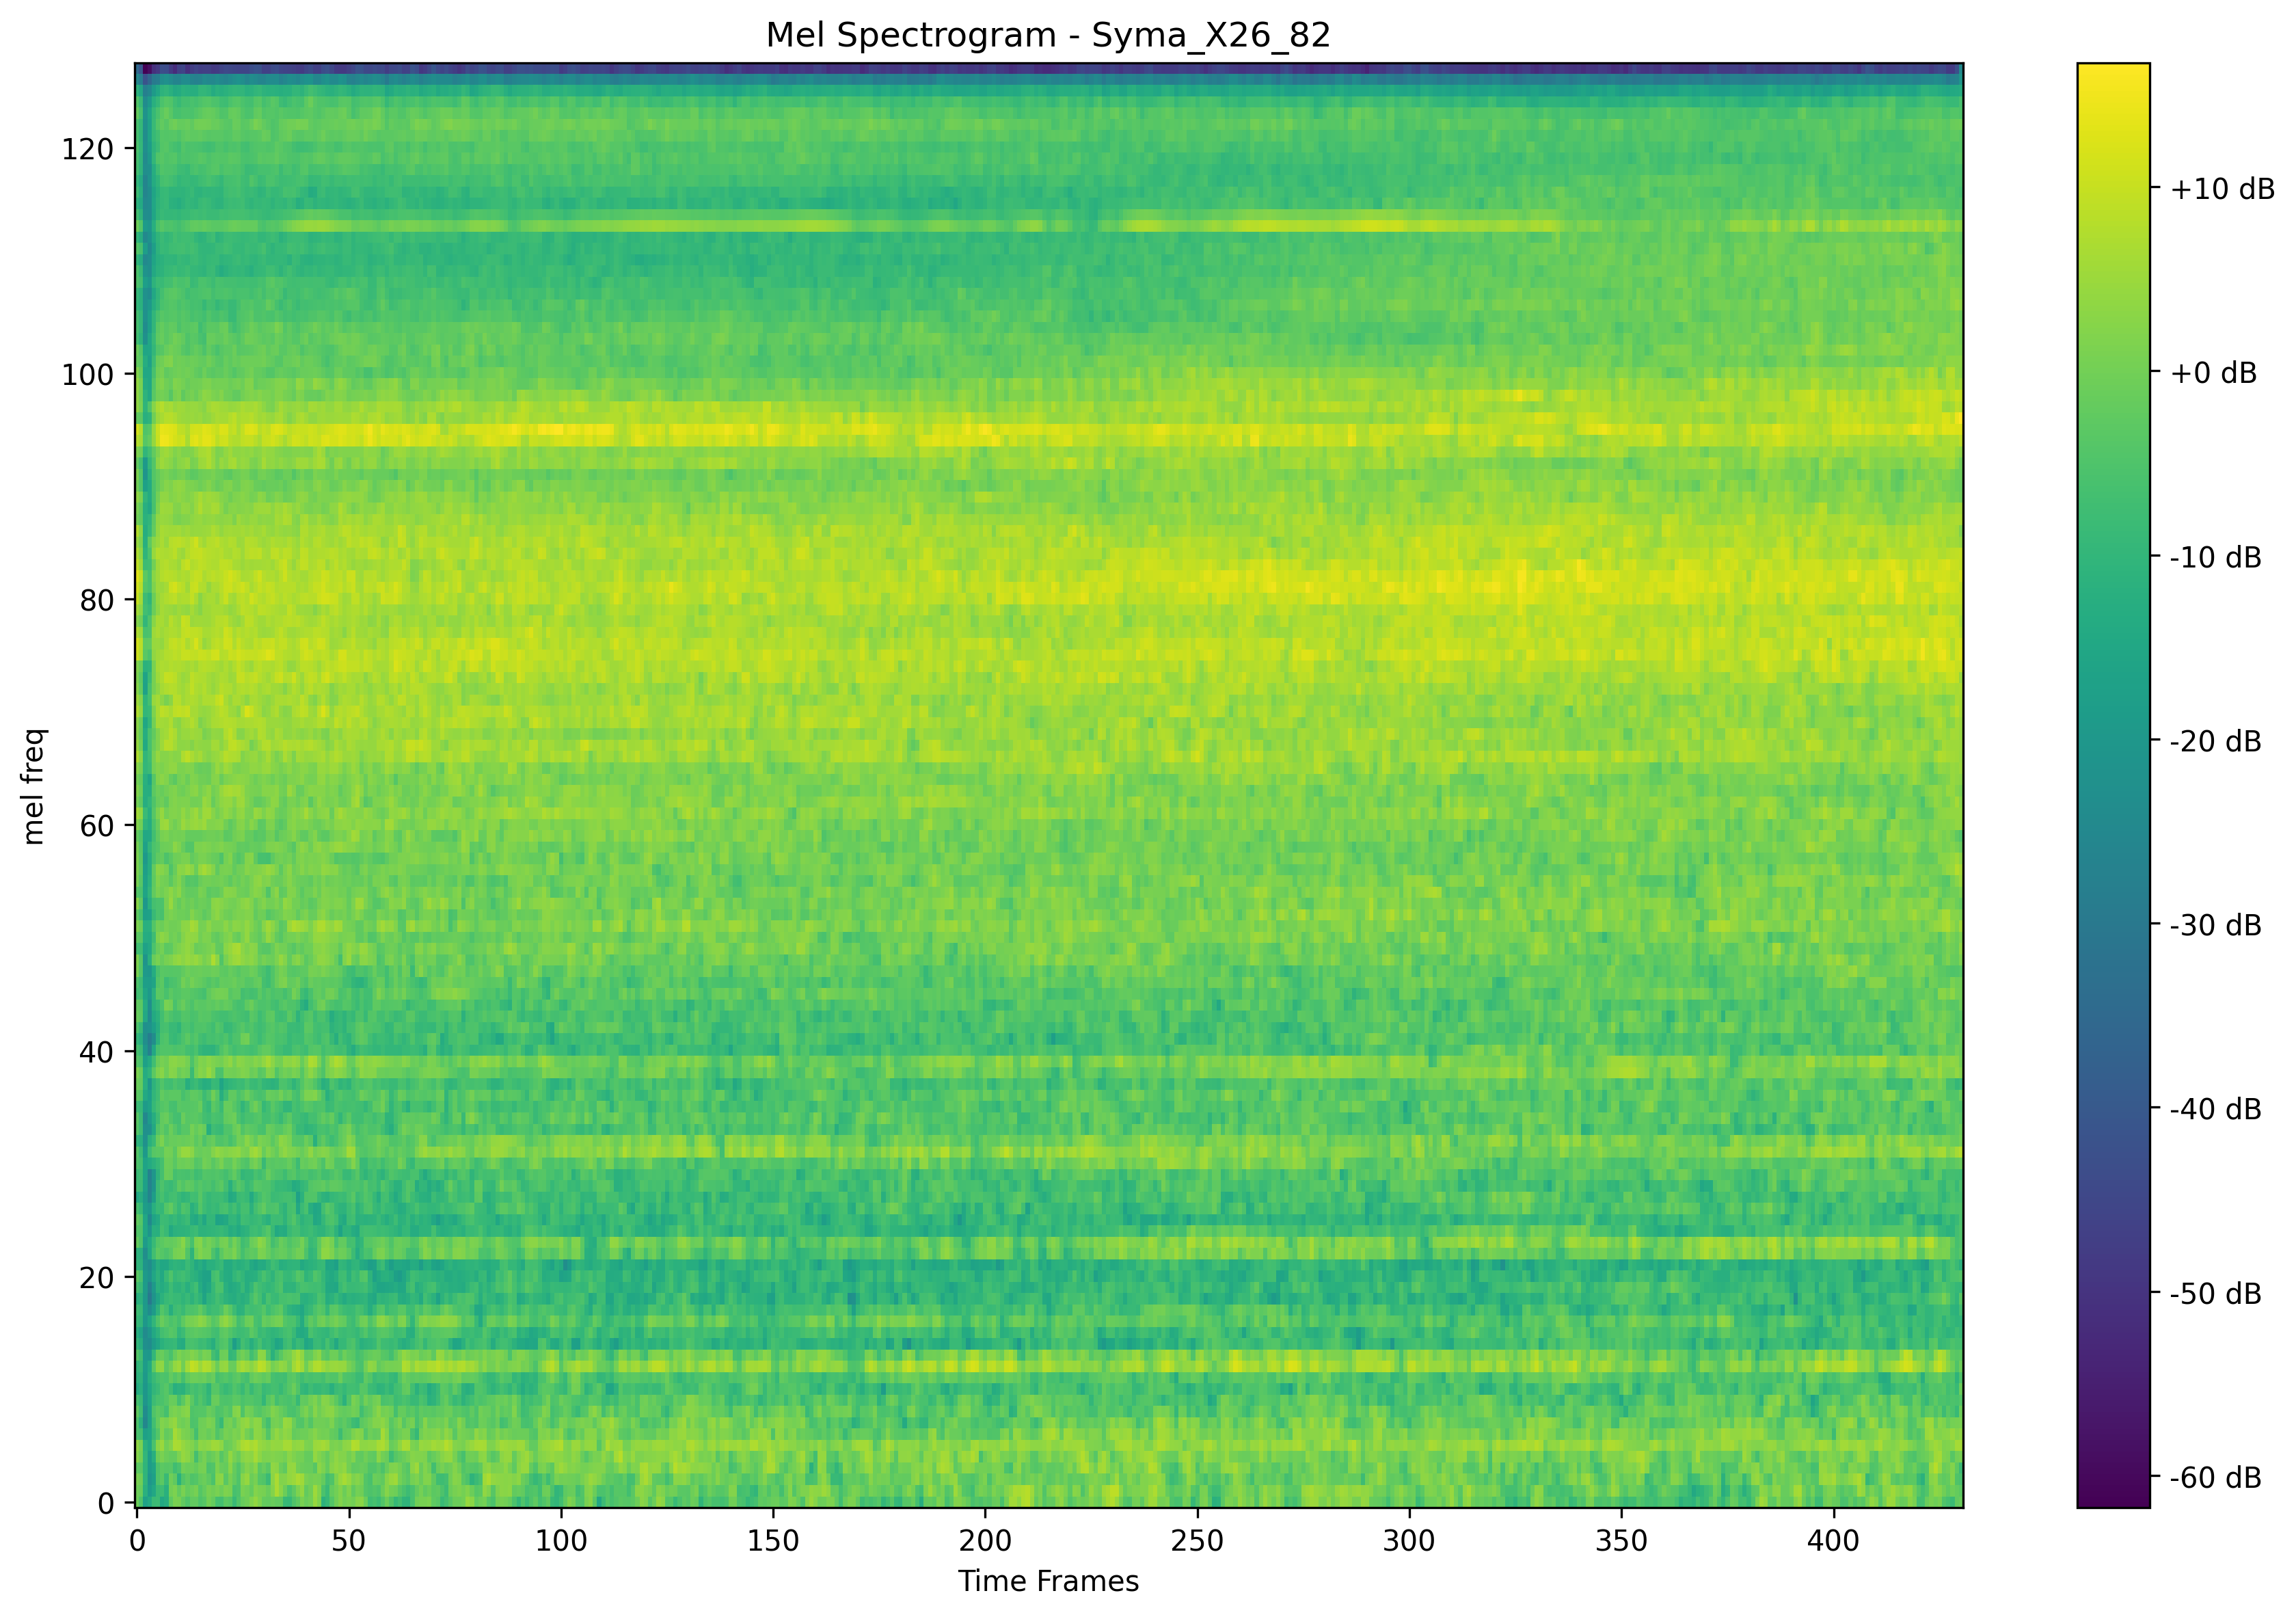 Mel Spectrogram - Syma_X26_82
mel freq
120
100
80
60
40
20
0
0 50 100 150 200 250 300 350 400
Time Frames
+10 dB
+0 dB
-10 dB
-20 dB
-30 dB
-40 dB
-50 dB
-60 dB